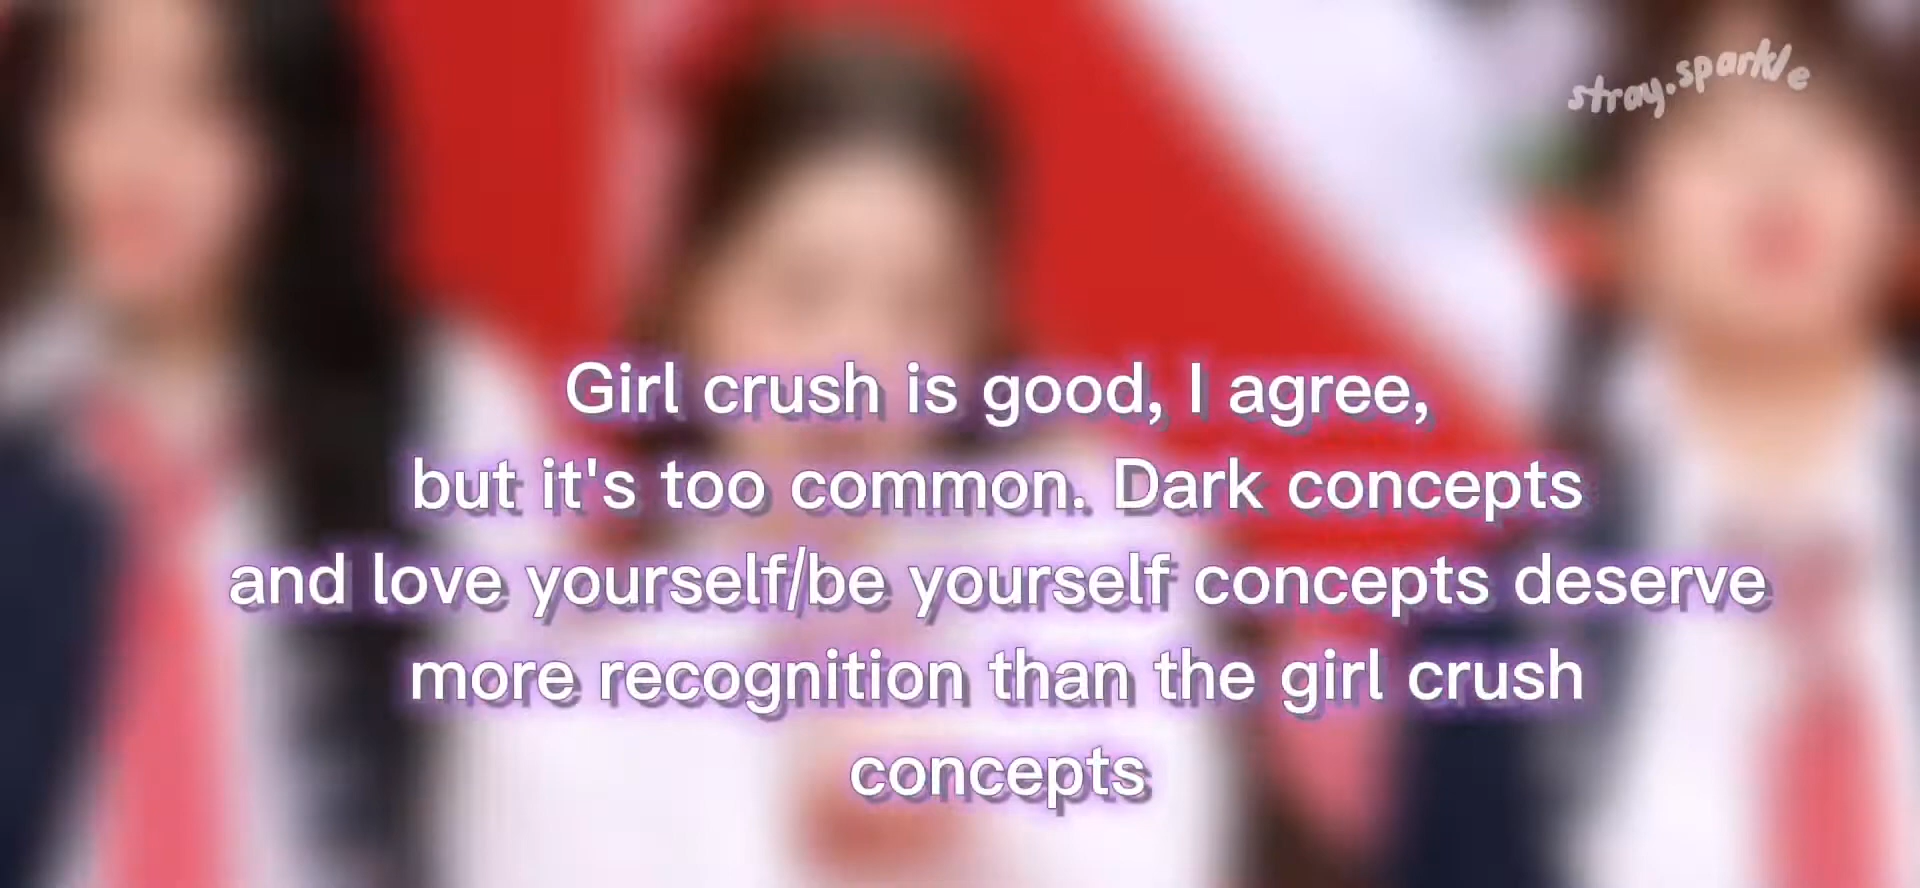 stray.sparkle
Girl crush is good, I agree,
but it's too common. Dark concepts
and love yourself/be yourself concepts deserve
more recognition than the girl crush
concepts